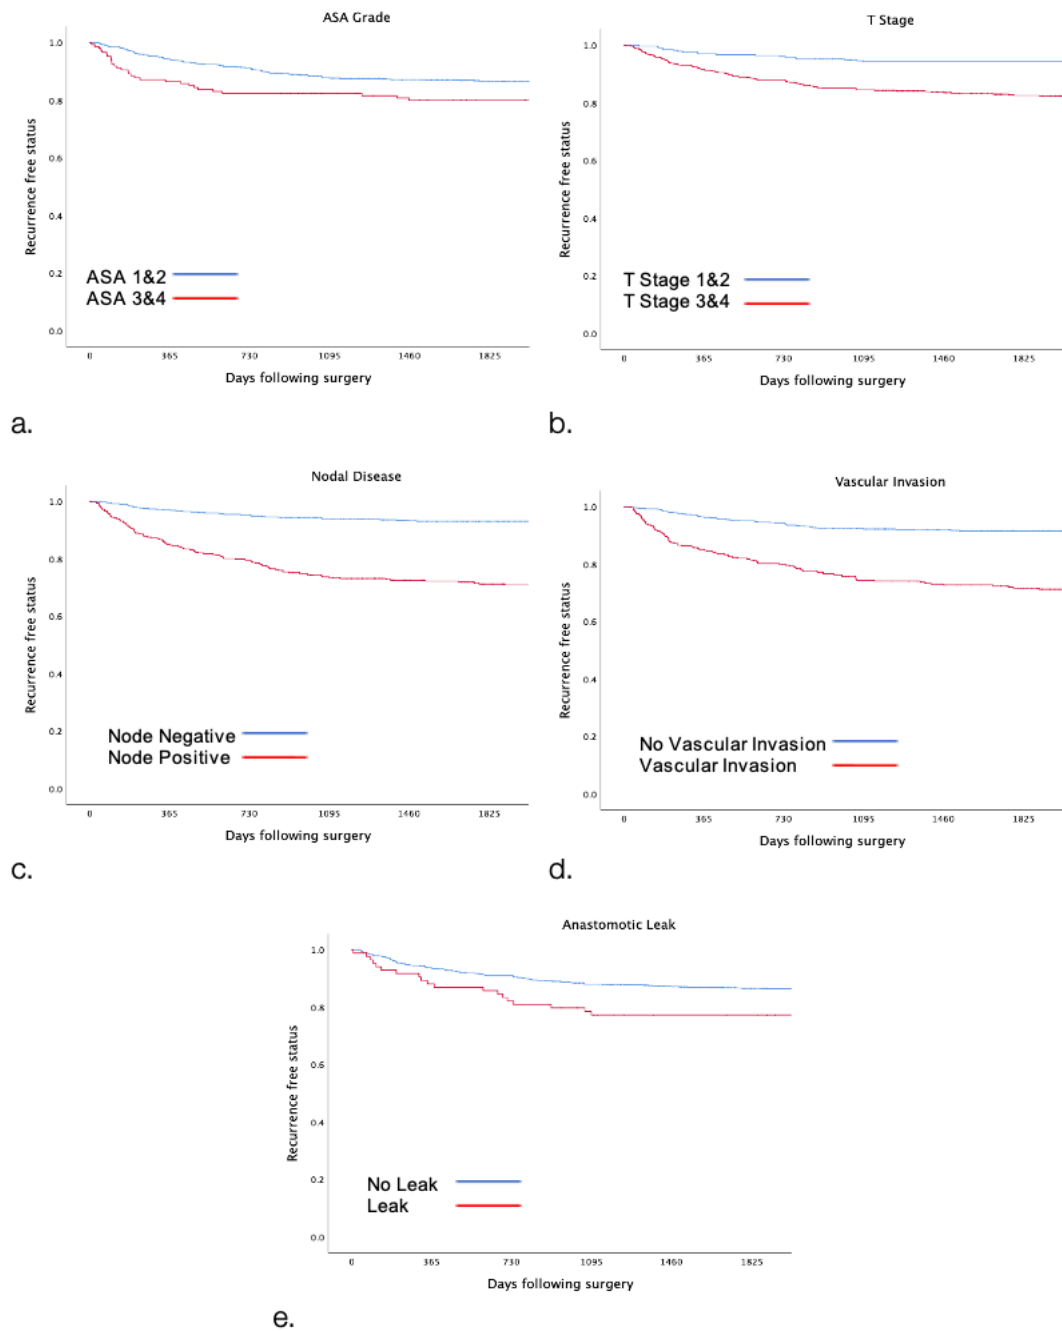 ASA Grade
1.0
0.8
0.6
0.4
0.2
0.0
Recurrence free status
ASA 1&2
ASA 3&4
0 365 730 1095 1460 1825
Days following surgery
a.
T Stage
1.0
0.8
0.6
0.4
0.2
0.0
Recurrence free status
T Stage 1&2
T Stage 3&4
0 365 730 1095 1460 1825
Days following surgery
b.
Nodal Disease
1.0
0.8
0.6
0.4
0.2
0.0
Recurrence free status
Node Negative
Node Positive
0 365 730 1095 1460 1825
Days following surgery
c.
Vascular Invasion
1.0
0.8
0.6
0.4
0.2
0.0
Recurrence free status
No Vascular Invasion
Vascular Invasion
0 365 730 1095 1460 1825
Days following surgery
d.
Anastomotic Leak
1.0
0.8
0.6
0.4
0.2
0.0
Recurrence free status
No Leak
Leak
0 365 730 1095 1460 1825
Days following surgery
e.